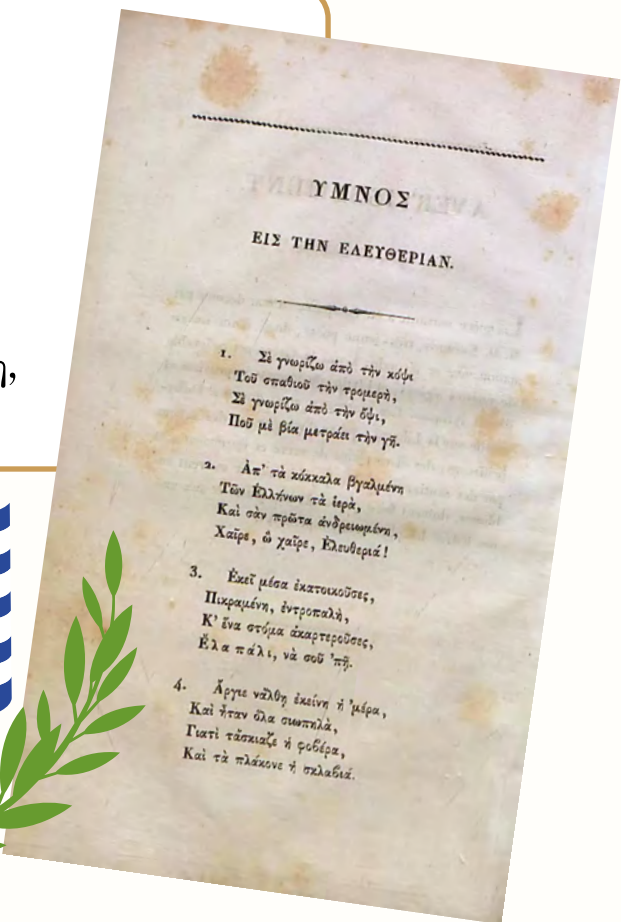 η,
ΥΜΝΟΣ
ΕΙΣ ΤΗΝ ΕΛΕΥΘΕΡΙΑΝ.
1. Σὲ γνωρίζω ἀπὸ τὴν κόψι
Τοῦ σπαθιοῦ τὴν τρομερὴ,
Σὲ γνωρίζω ἀπὸ τὴν ὄψι,
Ποῦ μὲ βία μετράει τὴν γῆ.
2. Ἀπ' τὰ κόκκαλα βγαλμένη
Τῶν Ἑλλήνων τὰ ἱερὰ,
Καὶ σὰν πρῶτα ἀνδρειωμένη,
Χαῖρε, ὦ χαῖρε, Ἐλευθεριά!
3. Ἐκεῖ μέσα ἐκατοικοῦσες,
Πικραμένη, ἐντροπαλὴ,
Κ' ἕνα στόμα ἀκαρτεροῦσες,
Ἔλα πάλι, νὰ σοῦ 'πῇ.
4. Ἄργιε νάλθη ἐκείνη ἡ 'μέρα,
Καὶ ἦταν ὅλα σιωπηλὰ,
Γιατὶ τἄσκιαζε ἡ φοβέρα,
Καὶ τὰ πλάκονε ἡ σκλαβιά.